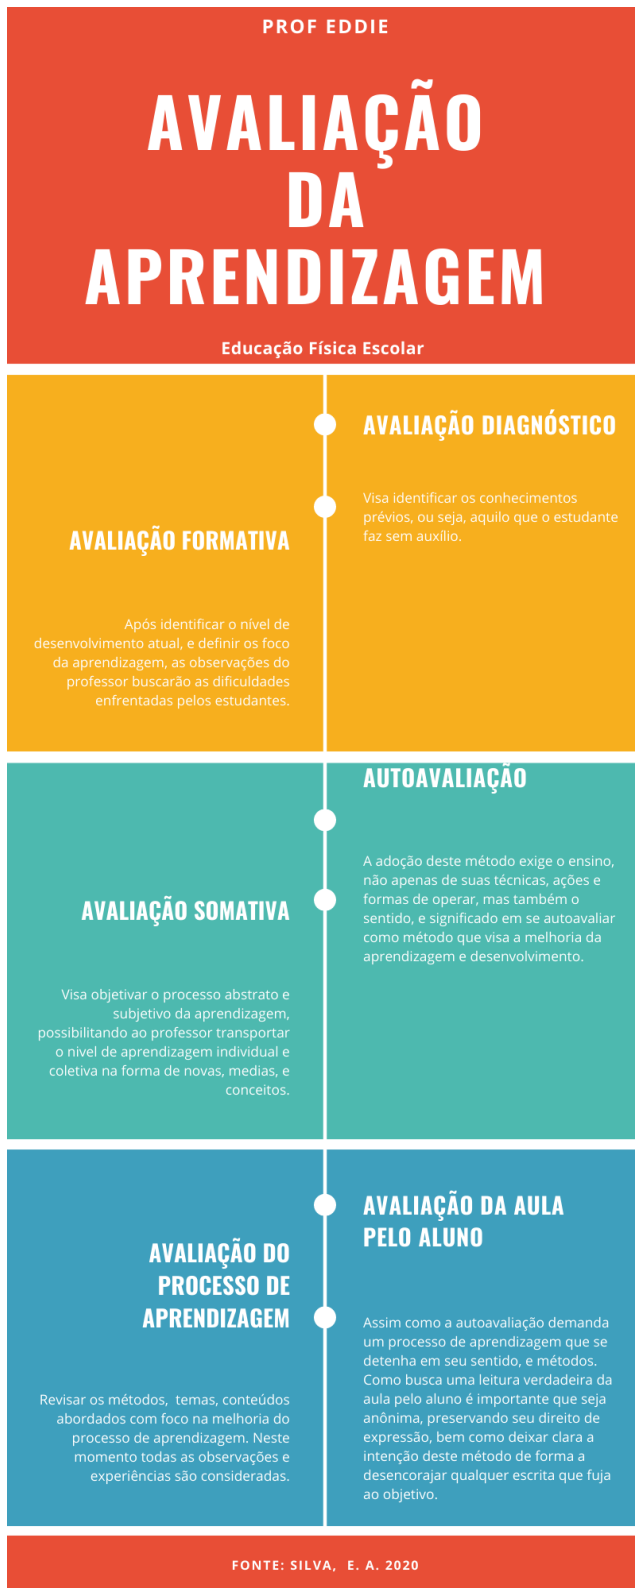 PROF EDDIE
AVALIAÇÃO
DA
APRENDIZAGEM
Educação Física Escolar
AVALIAÇÃO DIAGNÓSTICO
Visa identificar os conhecimentos
prévios, ou seja, aquilo que o estudante
faz sem auxílio.
AVALIAÇÃO FORMATIVA
Após identificar o nível de
desenvolvimento atual, e definir os foco
da aprendizagem, as observações do
professor buscarão as dificuldades
enfrentadas pelos estudantes.
AUTOAVALIAÇÃO
A adoção deste método exige o ensino,
não apenas de suas técnicas, ações e
formas de operar, mas também o
sentido, e significado em se autoavaliar
como método que visa a melhoria da
aprendizagem e desenvolvimento.
AVALIAÇÃO SOMATIVA
Visa objetivar o processo abstrato e
subjetivo da aprendizagem,
possibilitando ao professor transportar
o nivel de aprendizagem individual e
coletiva na forma de novas, medias, e
conceitos.
AVALIAÇÃO DA AULA
PELO ALUNO
Assim como a autoavaliação demanda
um processo de aprendizagem que se
detenha em seu sentido, e métodos.
Como busca uma leitura verdadeira da
aula pelo aluno é importante que seja
anônima, preservando seu direito de
expressão, bem como deixar clara a
intenção deste método de forma a
desencorajar qualquer escrita que fuja
ao objetivo.
AVALIAÇÃO DO
PROCESSO DE
APRENDIZAGEM
Revisar os métodos,  temas, conteúdos
abordados com foco na melhoria do
processo de aprendizagem. Neste
momento todas as observações e
experiências são consideradas.
FONTE: SILVA,  E. A. 2020